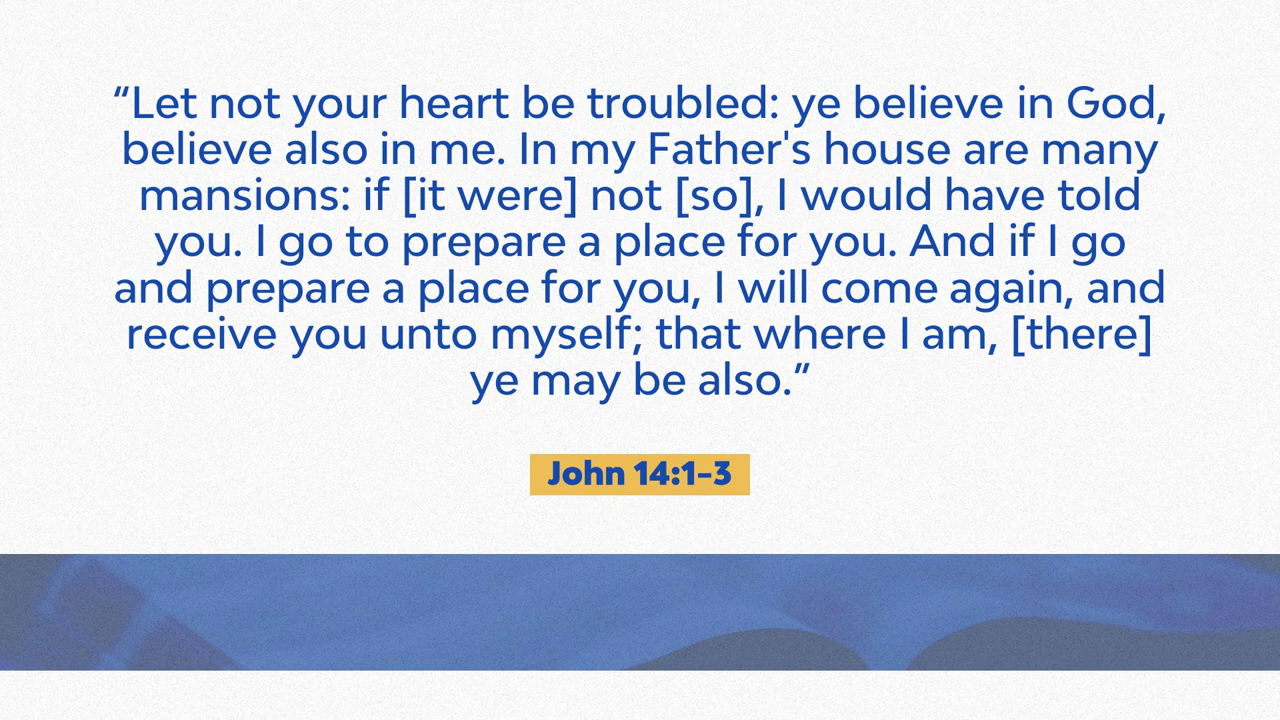 “Let not your heart be troubled: ye believe in God,
believe also in me. In my Father's house are many
mansions: if [it were] not [so], I would have told
you. I go to prepare a place for you. And if I go
and prepare a place for you, I will come again, and
receive you unto myself; that where I am, [there]
ye may be also.”
John 14:1-3